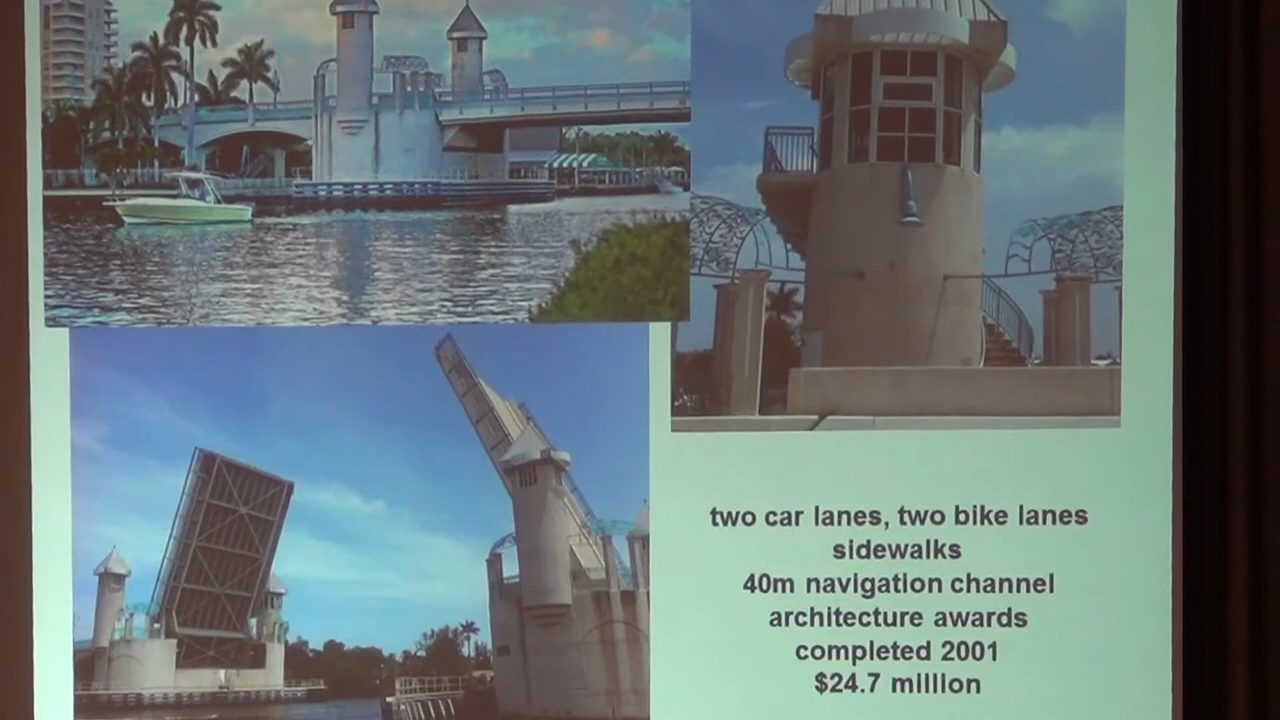 two car lanes, two bike lanes
sidewalks
40m navigation channel
architecture awards
completed 2001
$24.7 million